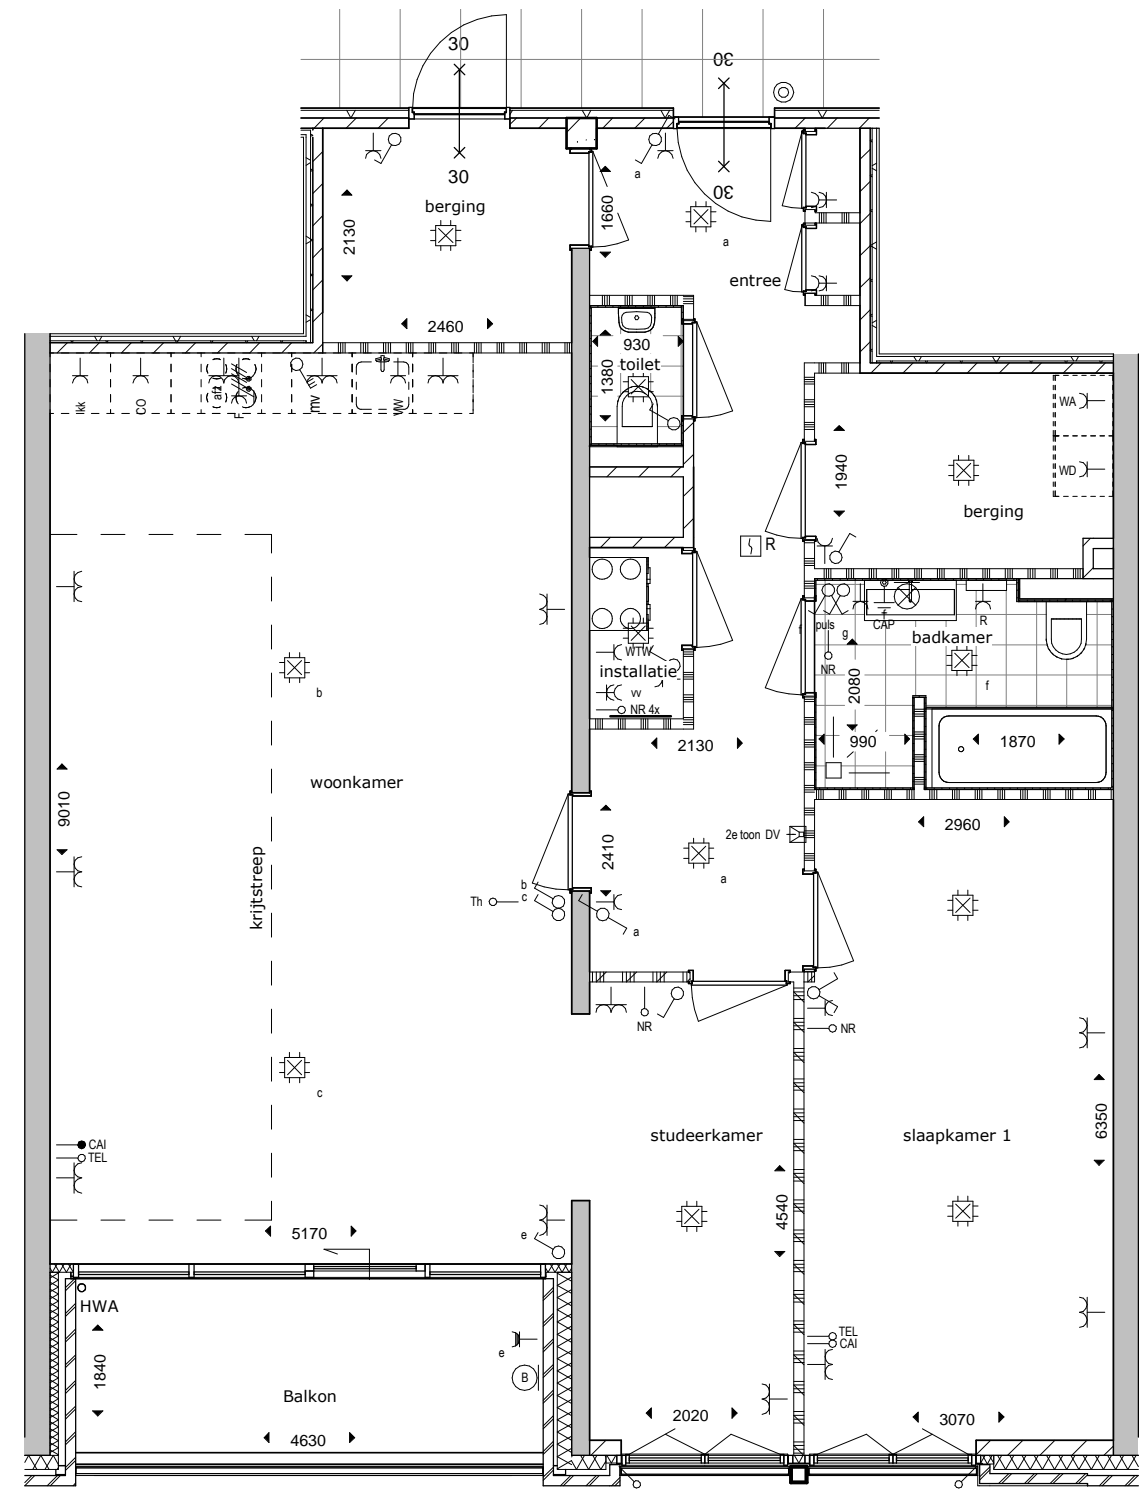 30
30
30
30
a
berging
2130
1660
a
entree
2460
930
toilet
1380
kk
CO
afz
F
MV
VW
WA
WD
1940
berging
R
f
puls
g
CAP
R
badkamer
NR
2080
f
WTW
installatie
vv
NR 4x
990
1870
2130
b
woonkamer
9010
krijtstreep
2410
2e toon DV
2960
a
Th
b
c
a
NR
NR
c
6350
studeerkamer
slaapkamer 1
CAI
TEL
4540
5170
e
HWA
TEL
CAI
e
1840
B
Balkon
2020
3070
4630